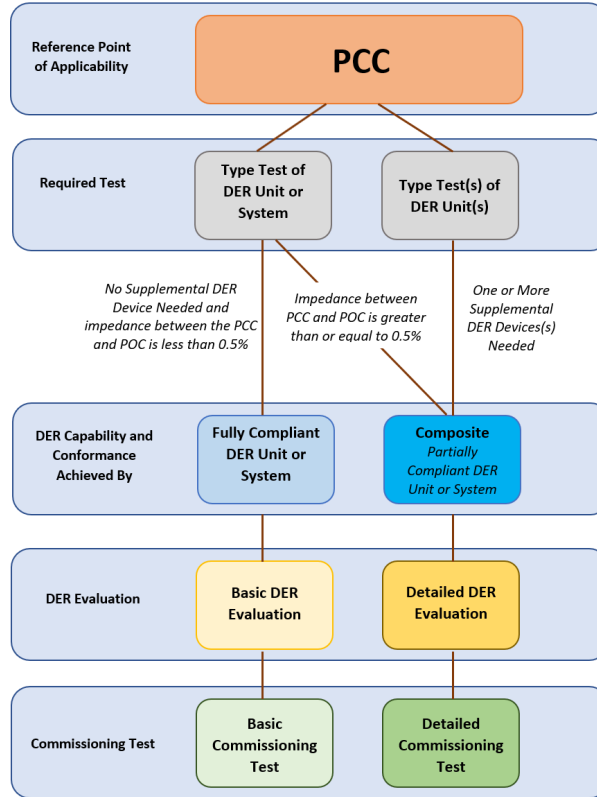 Reference Point
of Applicability
PCC
Required Test
Type Test of
DER Unit or
System
Type Test(s) of
DER Unit(s)
No Supplemental DER
Device Needed and
impedance between the PCC
and POC is less than 0.5%
Impedance between
PCC and POC is greater
than or equal to 0.5%
One or More
Supplemental
DER Devices(s)
Needed
DER Capability and
Conformance
Achieved By
Fully Compliant
DER Unit or
System
Composite
Partially
Compliant DER
Unit or System
DER Evaluation
Basic DER
Evaluation
Detailed DER
Evaluation
Commissioning Test
Basic
Commissioning
Test
Detailed
Commissioning
Test